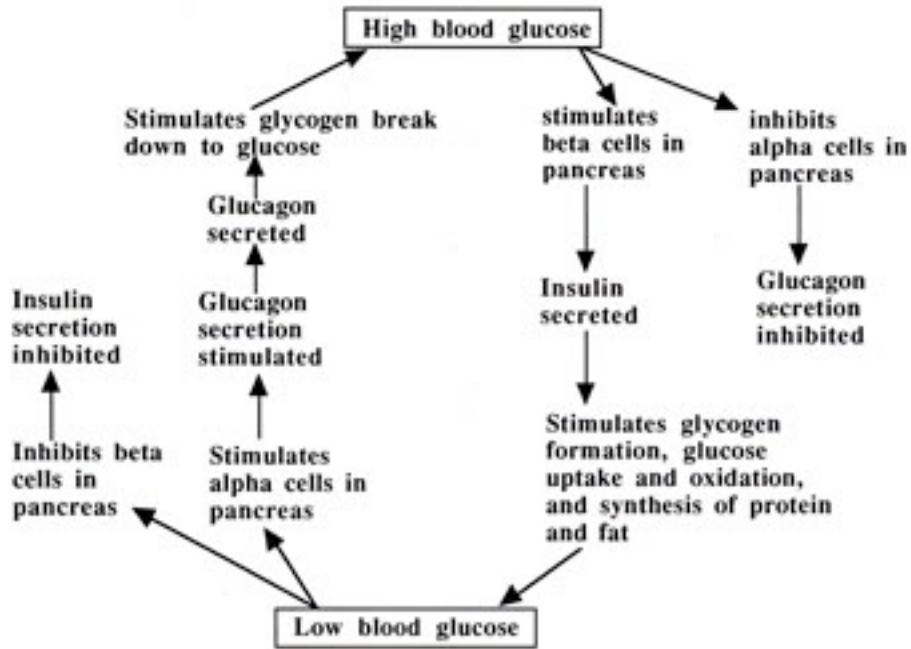 High blood glucose
Stimulates glycogen break
down to glucose
stimulates
beta cells in
pancreas
inhibits
alpha cells in
pancreas
Glucagon
secreted
Insulin
secretion
inhibited
Glucagon
secretion
stimulated
Insulin
secreted
Glucagon
secretion
inhibited
Inhibits beta
cells in
pancreas
Stimulates
alpha cells in
pancreas
Stimulates glycogen
formation, glucose
uptake and oxidation,
and synthesis of protein
and fat
Low blood glucose